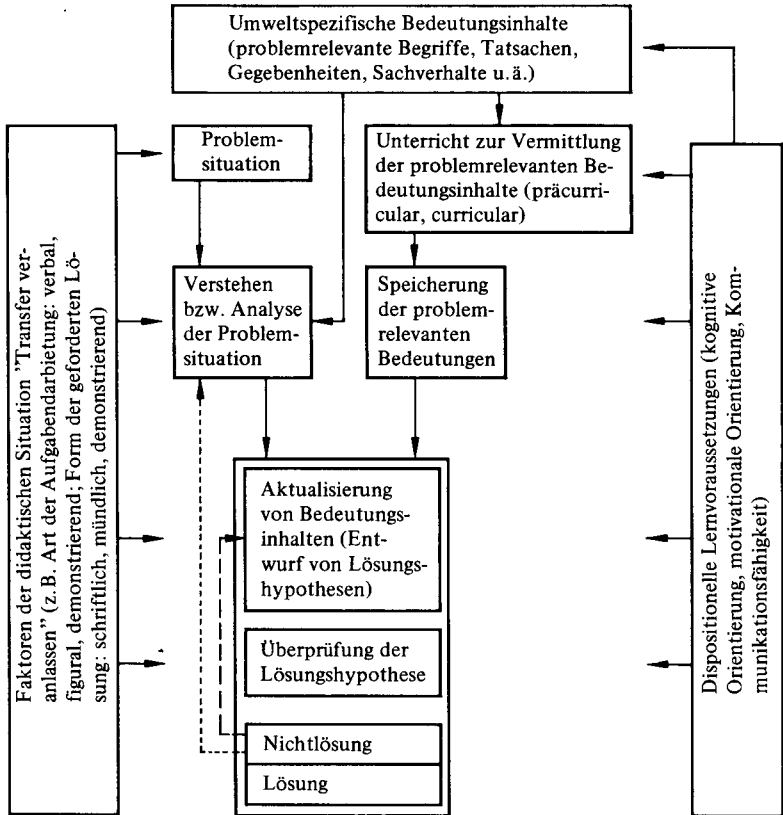 Umweltspezifische Bedeutungsinhalte
(problemrelevante Begriffe, Tatsachen,
Gegebenheiten, Sachverhalte u.ä.)
Problem-
situation
Unterricht zur Vermittlung
der problemrelevanten Be-
deutungsinhalte (präcurri-
cular, curricular)
Verstehen
bzw. Analyse
der Problem-
situation
Speicherung
der problem-
relevanten
Bedeutungen
Aktualisierung
von Bedeutungs-
inhalten (Ent-
wurf von Lösungs-
hypothesen)
Überprüfung der
Lösungshypothese
Nichtlösung
Lösung
Faktoren der didaktischen Situation "Transfer ver-
anlassen" (z.B. Art der Aufgabendarbietung: verbal,
figural, demonstrierend; Form der geforderten Lö-
sung: schriftlich, mündlich, demonstrierend)
Dispositionelle Lernvoraussetzungen (kognitive
Orientierung, motivationale Orientierung, Kom-
munikationsfähigkeit)